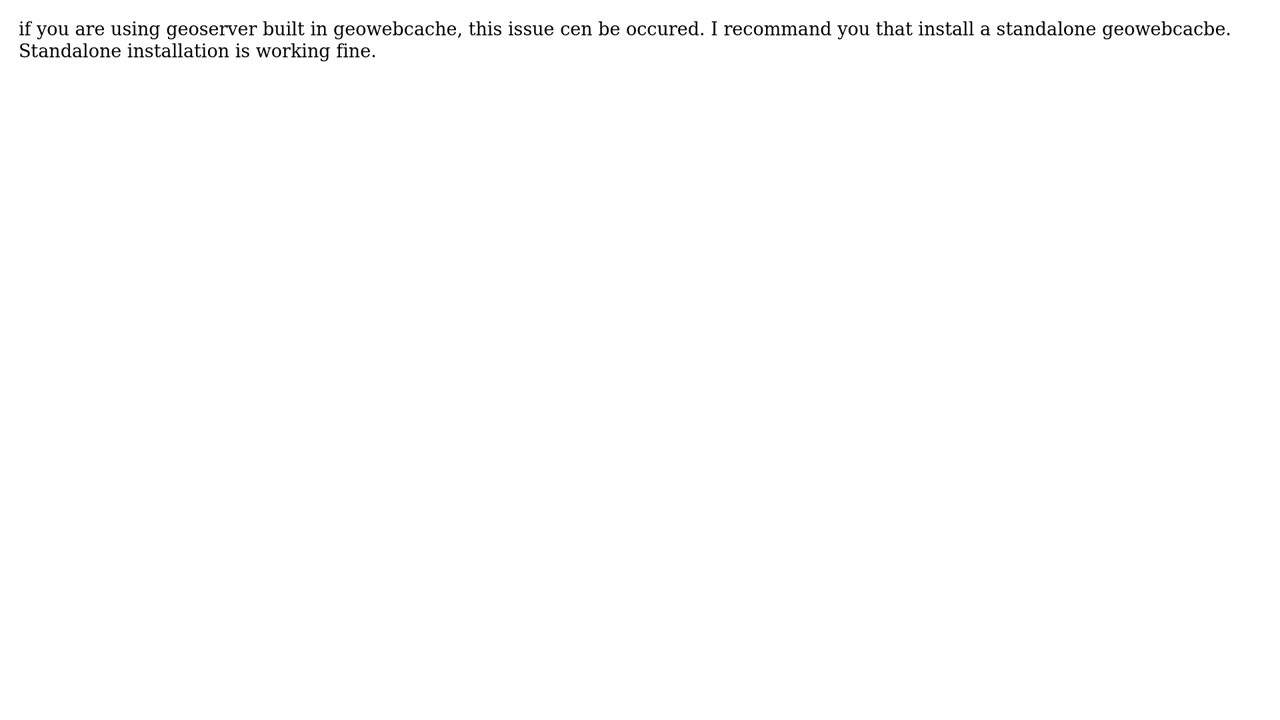 if you are using geoserver built in geowebcache, this issue cen be occured. I recommand you that install a standalone geowebcacbe.
Standalone installation is working fine.